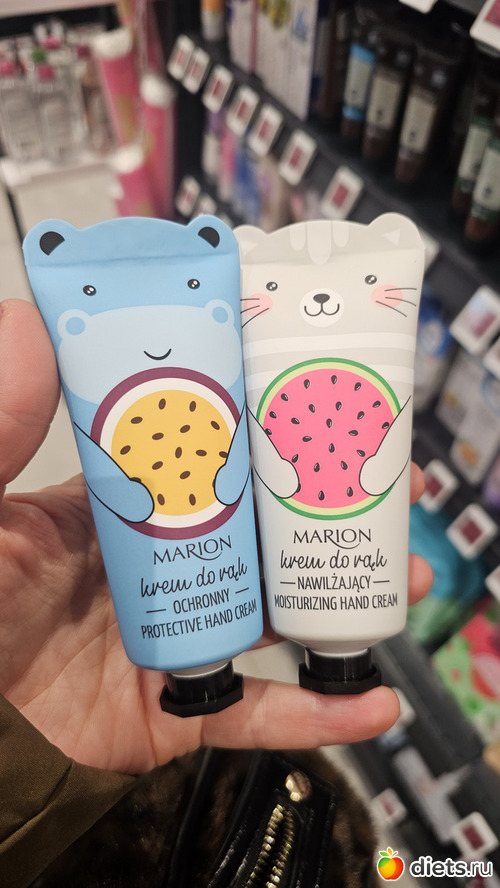 MARION
krem do rąk
OCHRONNY
PROTECTIVE HAND CREAM
MARION
krem do rąk
NAWILŻAJĄCY
MOISTURIZING HAND CREAM
diets.ru